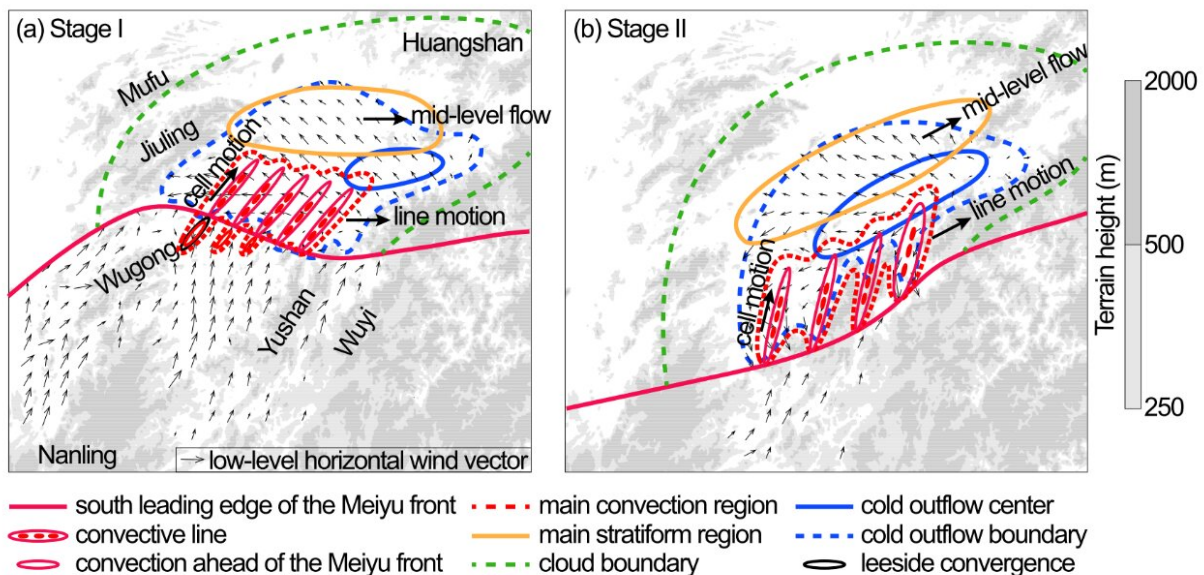 (a) Stage I
Huangshan
Mufu
Jiuling
mid-level flow
cell motion
line motion
Wugong
Yushan
Wuyi
Nanling
low-level horizontal wind vector
(b) Stage II
mid-level flow
line motion
cell motion
2000
500
250
Terrain height (m)
south leading edge of the Meiyu front
convective line
convection ahead of the Meiyu front
main convection region
main stratiform region
cloud boundary
cold outflow center
cold outflow boundary
leeside convergence